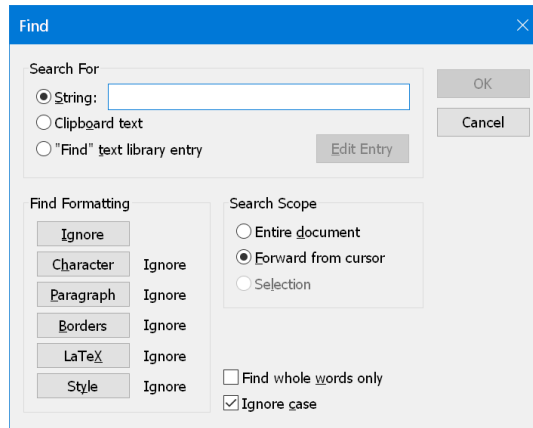 Find
Search For
String:
OK
Clipboard text
Cancel
"Find" text library entry
Edit Entry
Find Formatting
Ignore
Character Ignore
Paragraph Ignore
Borders Ignore
LaTeX Ignore
Style Ignore
Search Scope
Entire document
Forward from cursor
Selection
Find whole words only
Ignore case